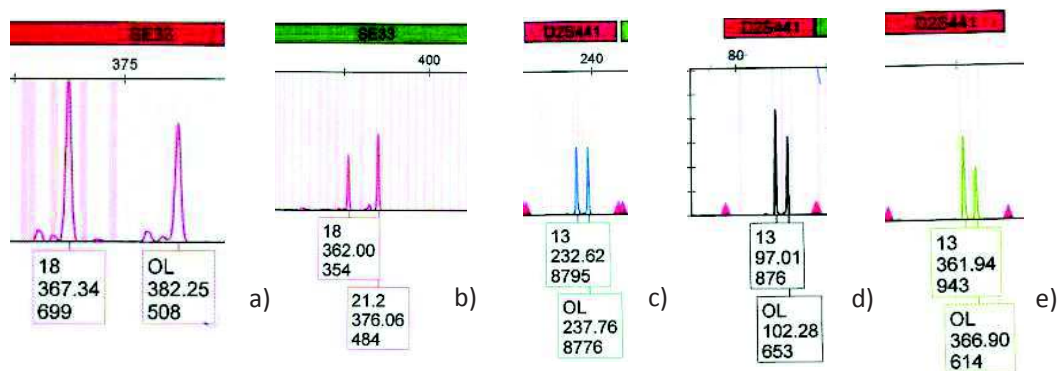 SE33
375
18
367.34
699
OL
382.25
508
a)
SE33
400
18
362.00
354
21.2
376.06
484
b)
D2S441
240
13
232.62
8795
OL
237.76
8776
c)
D2S441
80
13
97.01
876
OL
102.28
653
d)
D2S441
13
361.94
943
OL
366.90
614
e)